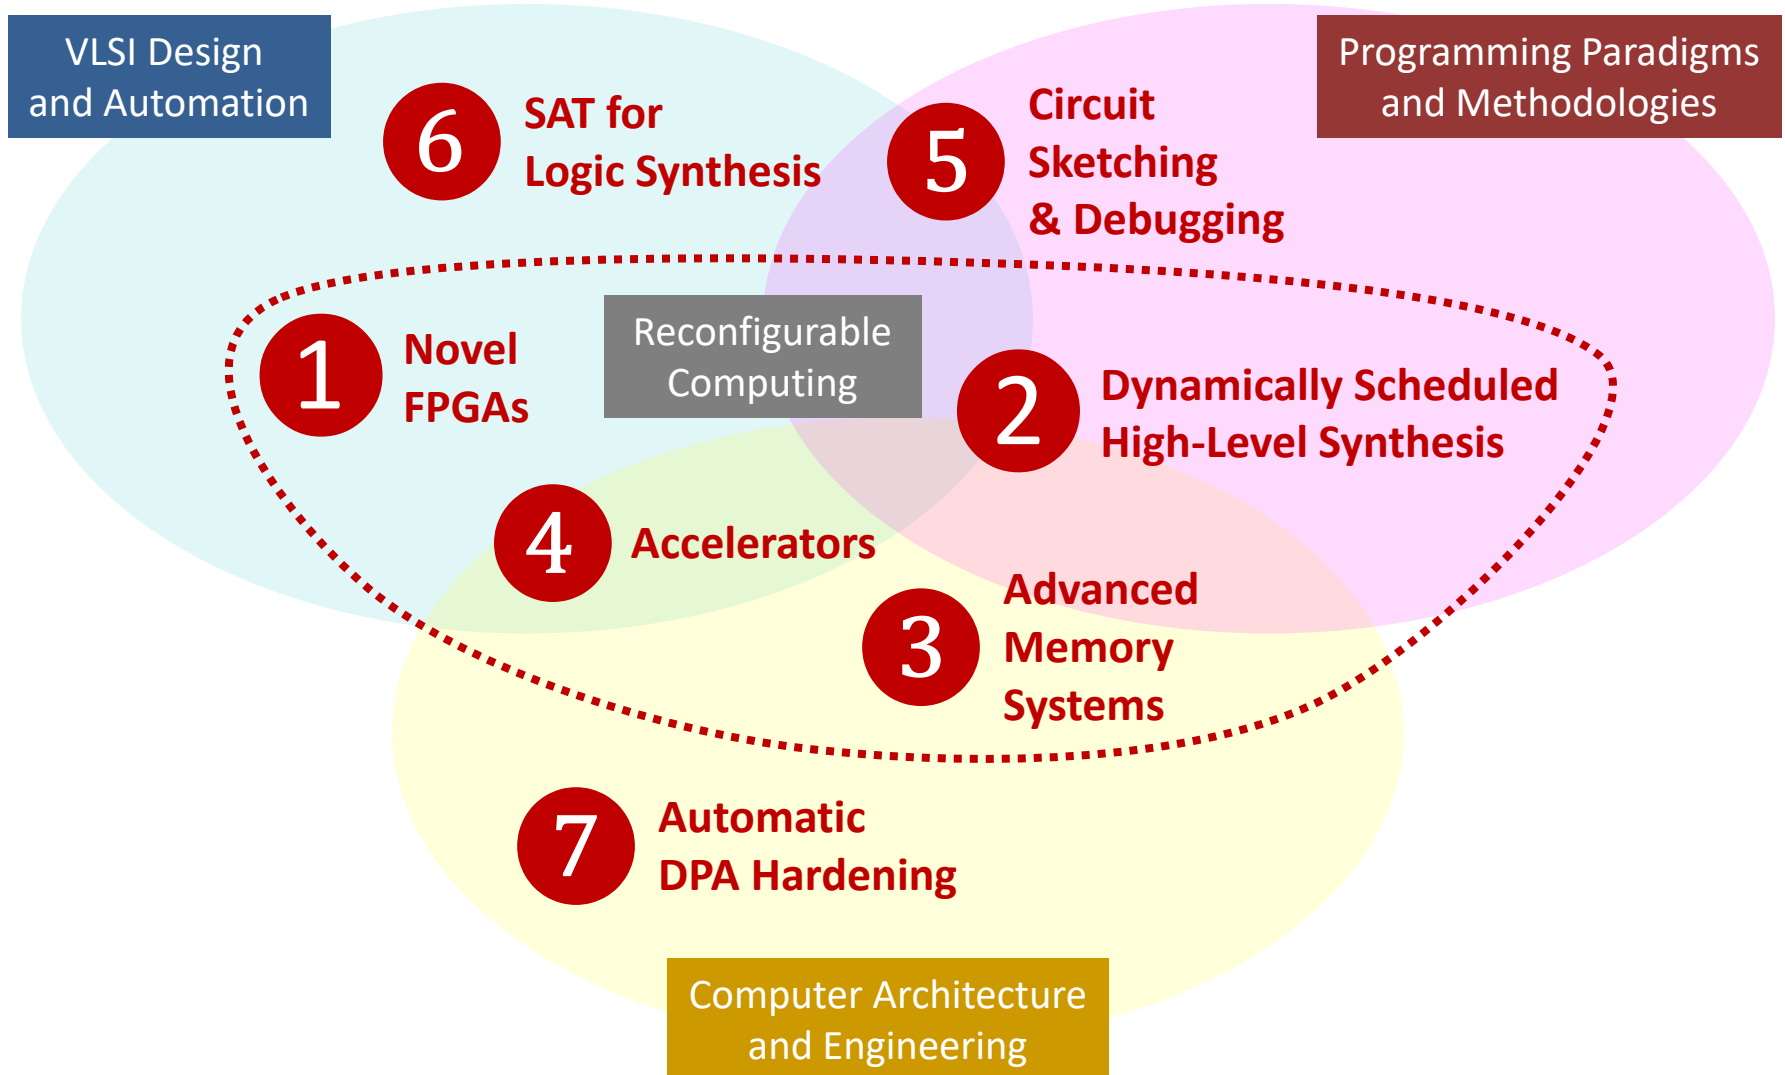 VLSI Design
and Automation
Programming Paradigms
and Methodologies
6
SAT for
Logic Synthesis
5
Circuit
Sketching
& Debugging
Reconfigurable
Computing
1
Novel
FPGAs
2
Dynamically Scheduled
High-Level Synthesis
4
Accelerators
3
Advanced
Memory
Systems
7
Automatic
DPA Hardening
Computer Architecture
and Engineering